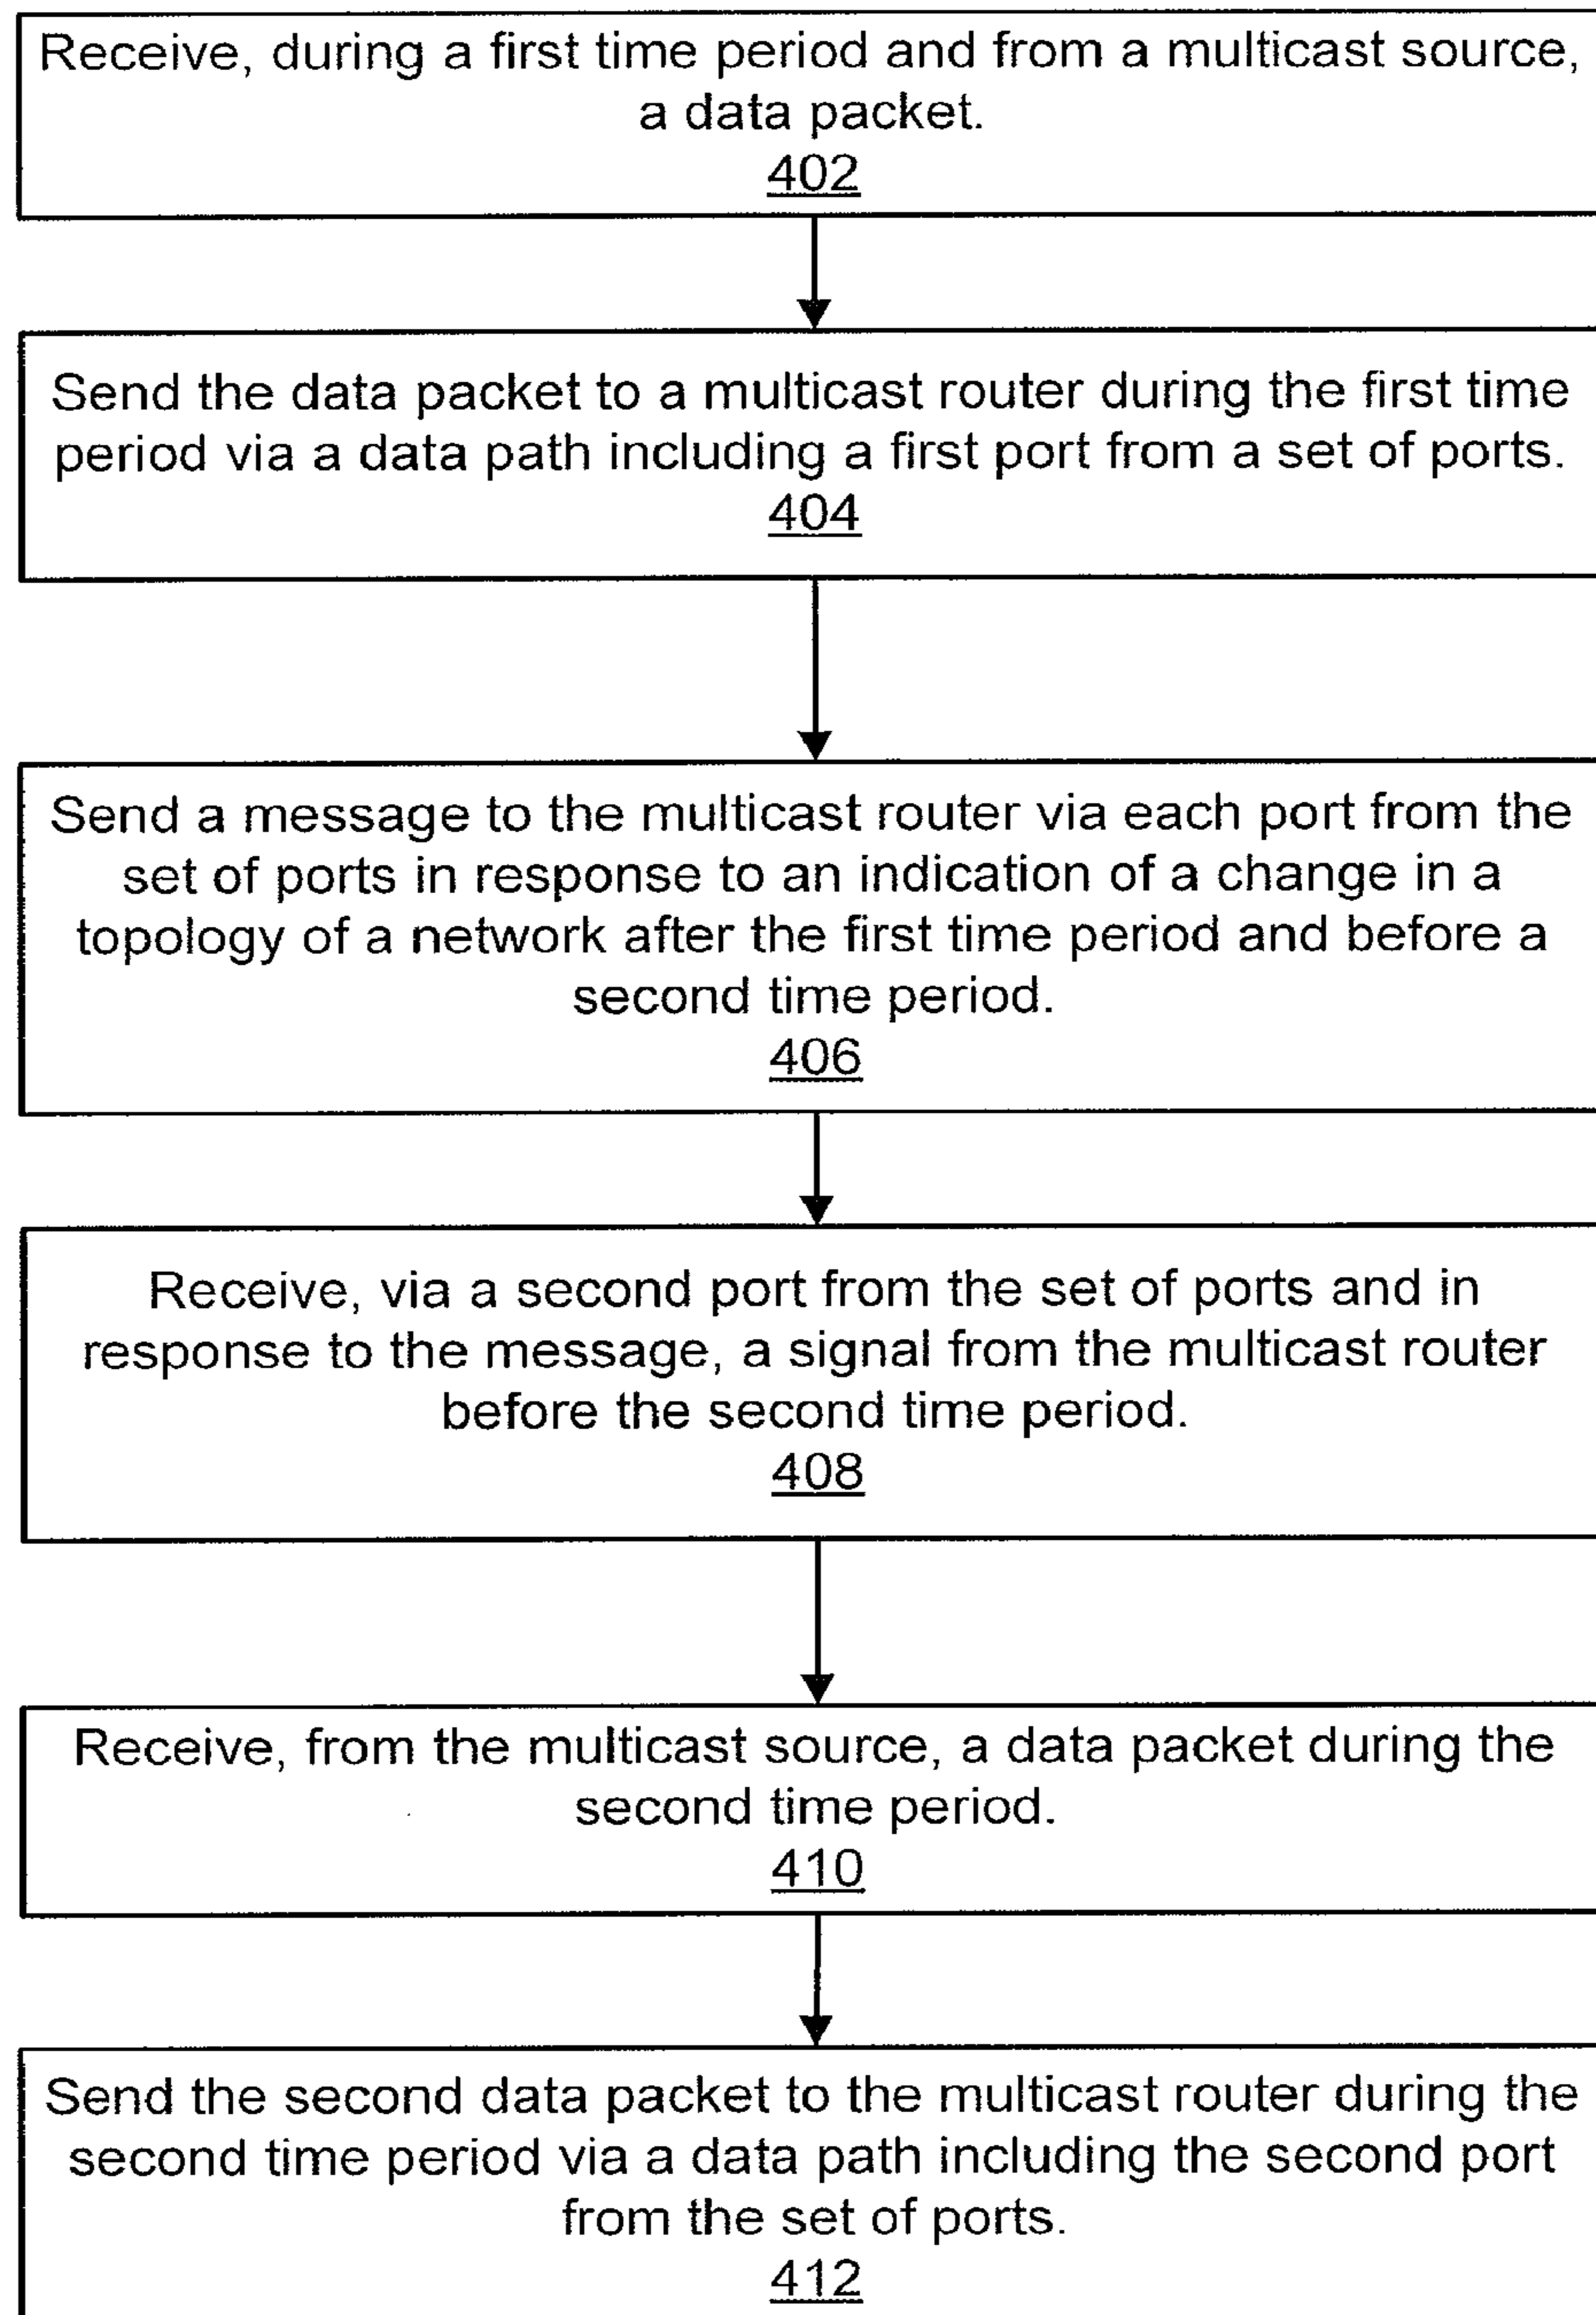 Receive, during a first time period and from a multicast source,
a data packet.
402
Send the data packet to a multicast router during the first time
period via a data path including a first port from a set of ports.
404
Send a message to the multicast router via each port from the
set of ports in response to an indication of a change in a
topology of a network after the first time period and before a
second time period.
406
Receive, via a second port from the set of ports and in
response to the message, a signal from the multicast router
before the second time period.
408
Receive, from the multicast source, a data packet during the
second time period.
410
Send the second data packet to the multicast router during the
second time period via a data path including the second port
from the set of ports.
412